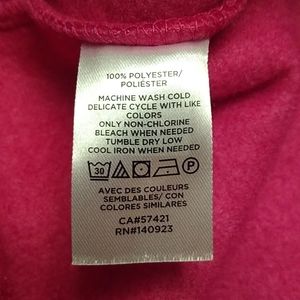 100% POLYESTER/
POLIÉSTER
MACHINE WASH COLD
DELICATE CYCLE WITH LIKE
COLORS
ONLY NON-CHLORINE
BLEACH WHEN NEEDED
TUMBLE DRY LOW
COOL IRON WHEN NEEDED
30 P
AVEC DES COULEURS
SEMBLABLES/ CON
COLORES SIMILARES
CA#57421
RN#140923